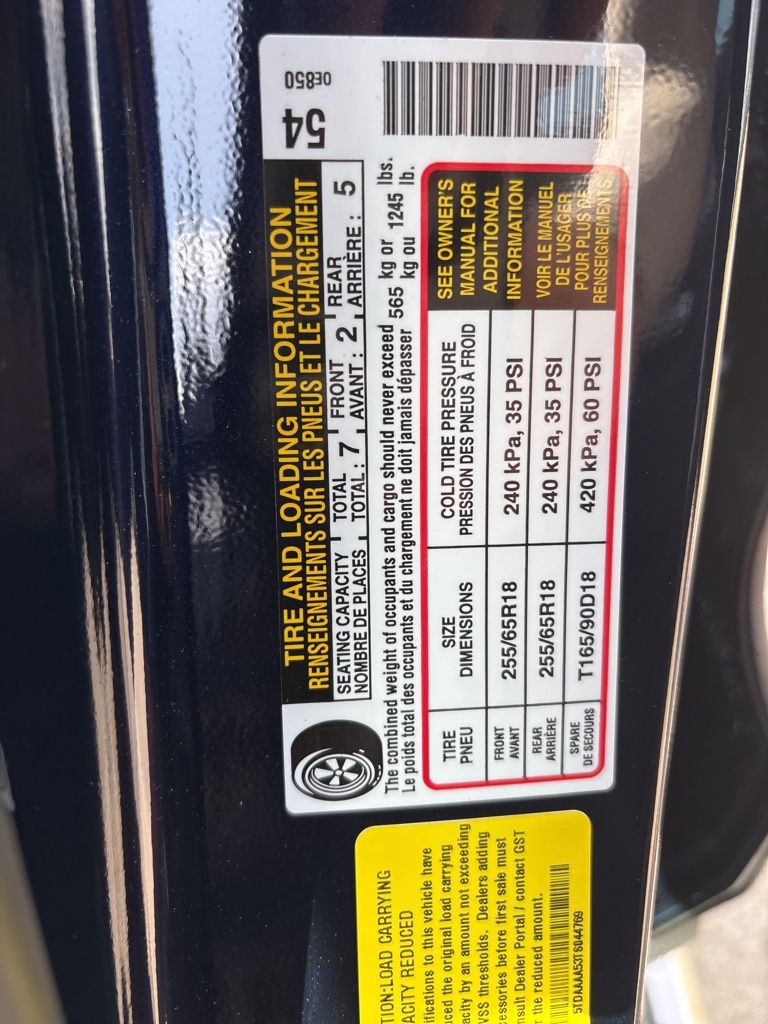 TIRE AND LOADING INFORMATION
RENSEIGNEMENTS SUR LES PNEUS ET LE CHARGEMENT
54
OE850
SEATING CAPACITY TOTAL FRONT REAR
NOMBRE DE PLACES TOTAL : 7 AVANT : 2 ARRIÈRE : 5
The combined weight of occupants and cargo should never exceed 565 kg or 1245 lbs.
Le poids total des occupants et du chargement ne doit jamais dépasser kg ou lb.
TIRE SIZE COLD TIRE PRESSURE
PNEU DIMENSIONS PRESSION DES PNEUS À FROID
FRONT
AVANT
255/65R18
240 kPa, 35 PSI
REAR
ARRIÈRE
255/65R18
240 kPa, 35 PSI
SPARE
DE SECOURS
T165/90D18
420 kPa, 60 PSI
SEE OWNER'S
MANUAL FOR
ADDITIONAL
INFORMATION
VOIR LE MANUEL
DE L'USAGER
POUR PLUS DE
RENSEIGNEMENTS
TION:LOAD CARRYING
ACITY REDUCED
ifications to this vehicle have
uced the original load carrying
acity by an amount not exceeding
VSS thresholds. Dealers adding
essories before first sale must
nsult Dealer Portal / contact GST
r the reduced amount.
5TDAAAA53TS044769